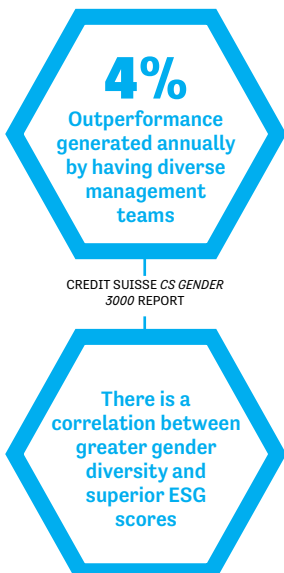 4%
Outperformance
generated annually
by having diverse
management
teams
CREDIT SUISSE CS GENDER
3000 REPORT
There is a
correlation between
greater gender
diversity and
superior ESG
scores